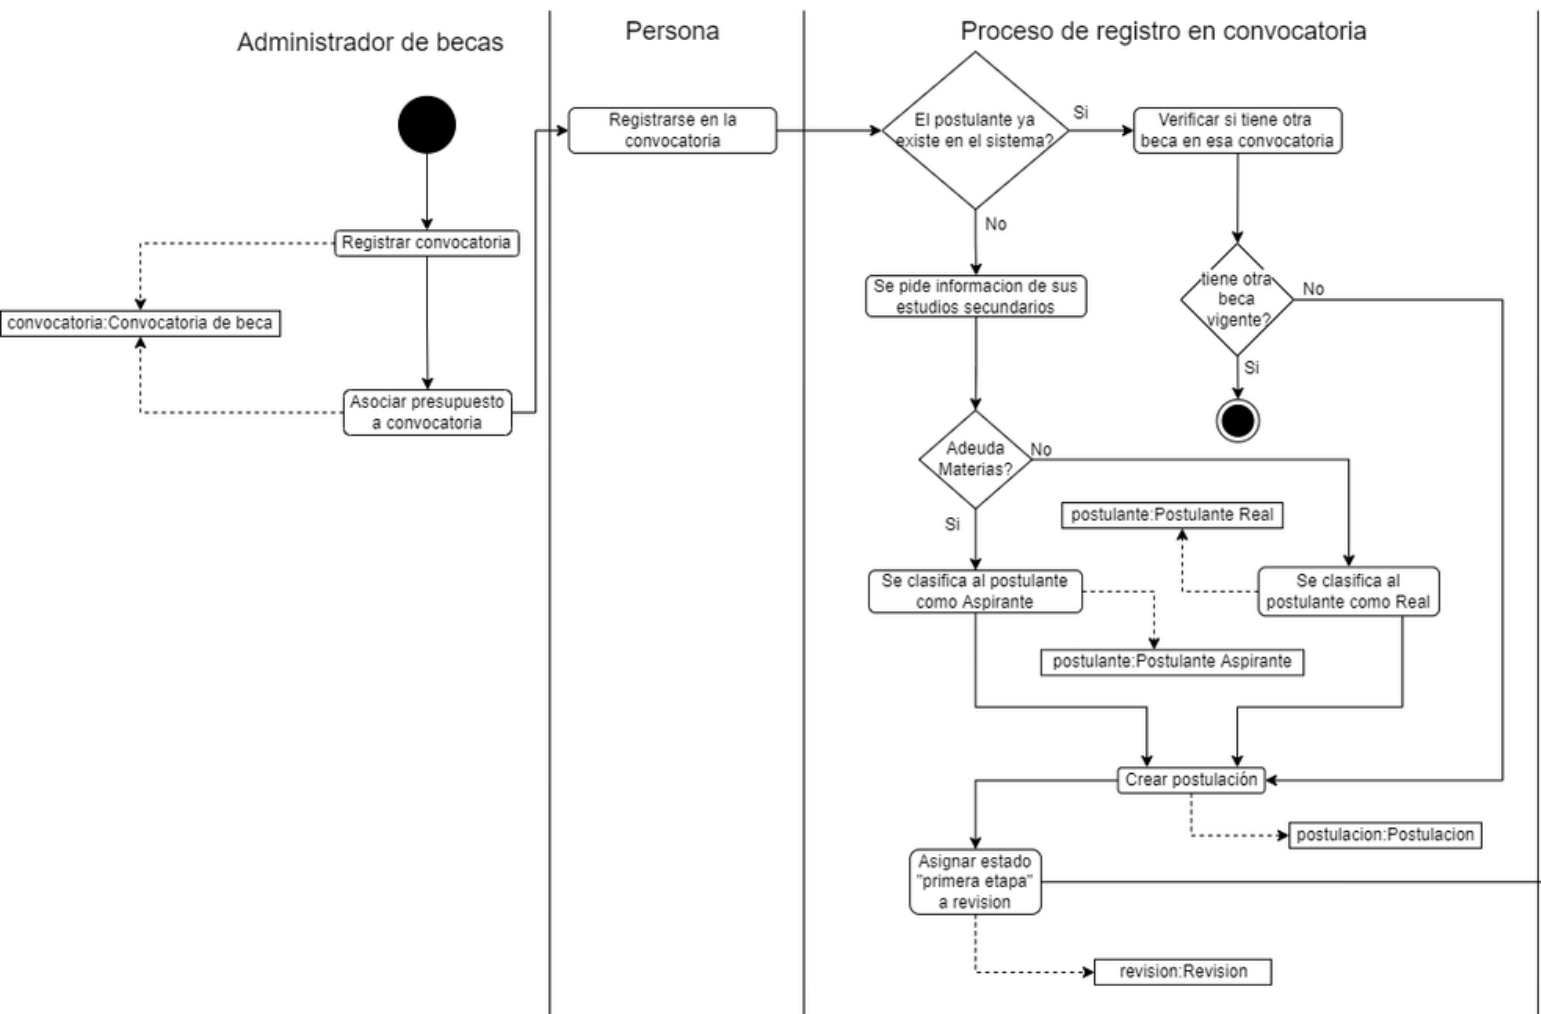 Administrador de becas
Persona
Proceso de registro en convocatoria
Registrarse en la
convocatoria
El postulante ya
existe en el sistema?
Si
Verificar si tiene otra
beca en esa convocatoria
No
Registrar convocatoria
Se pide informacion de sus
estudios secundarios
tiene otra
beca
vigente?
No
Si
convocatoria:Convocatoria de beca
Asociar presupuesto
a convocatoria
Adeuda
Materias?
No
Si
postulante:Postulante Real
Se clasifica al postulante
como Aspirante
Se clasifica al
postulante como Real
postulante:Postulante Aspirante
Crear postulación
postulacion:Postulacion
Asignar estado
"primera etapa"
a revision
revision:Revision